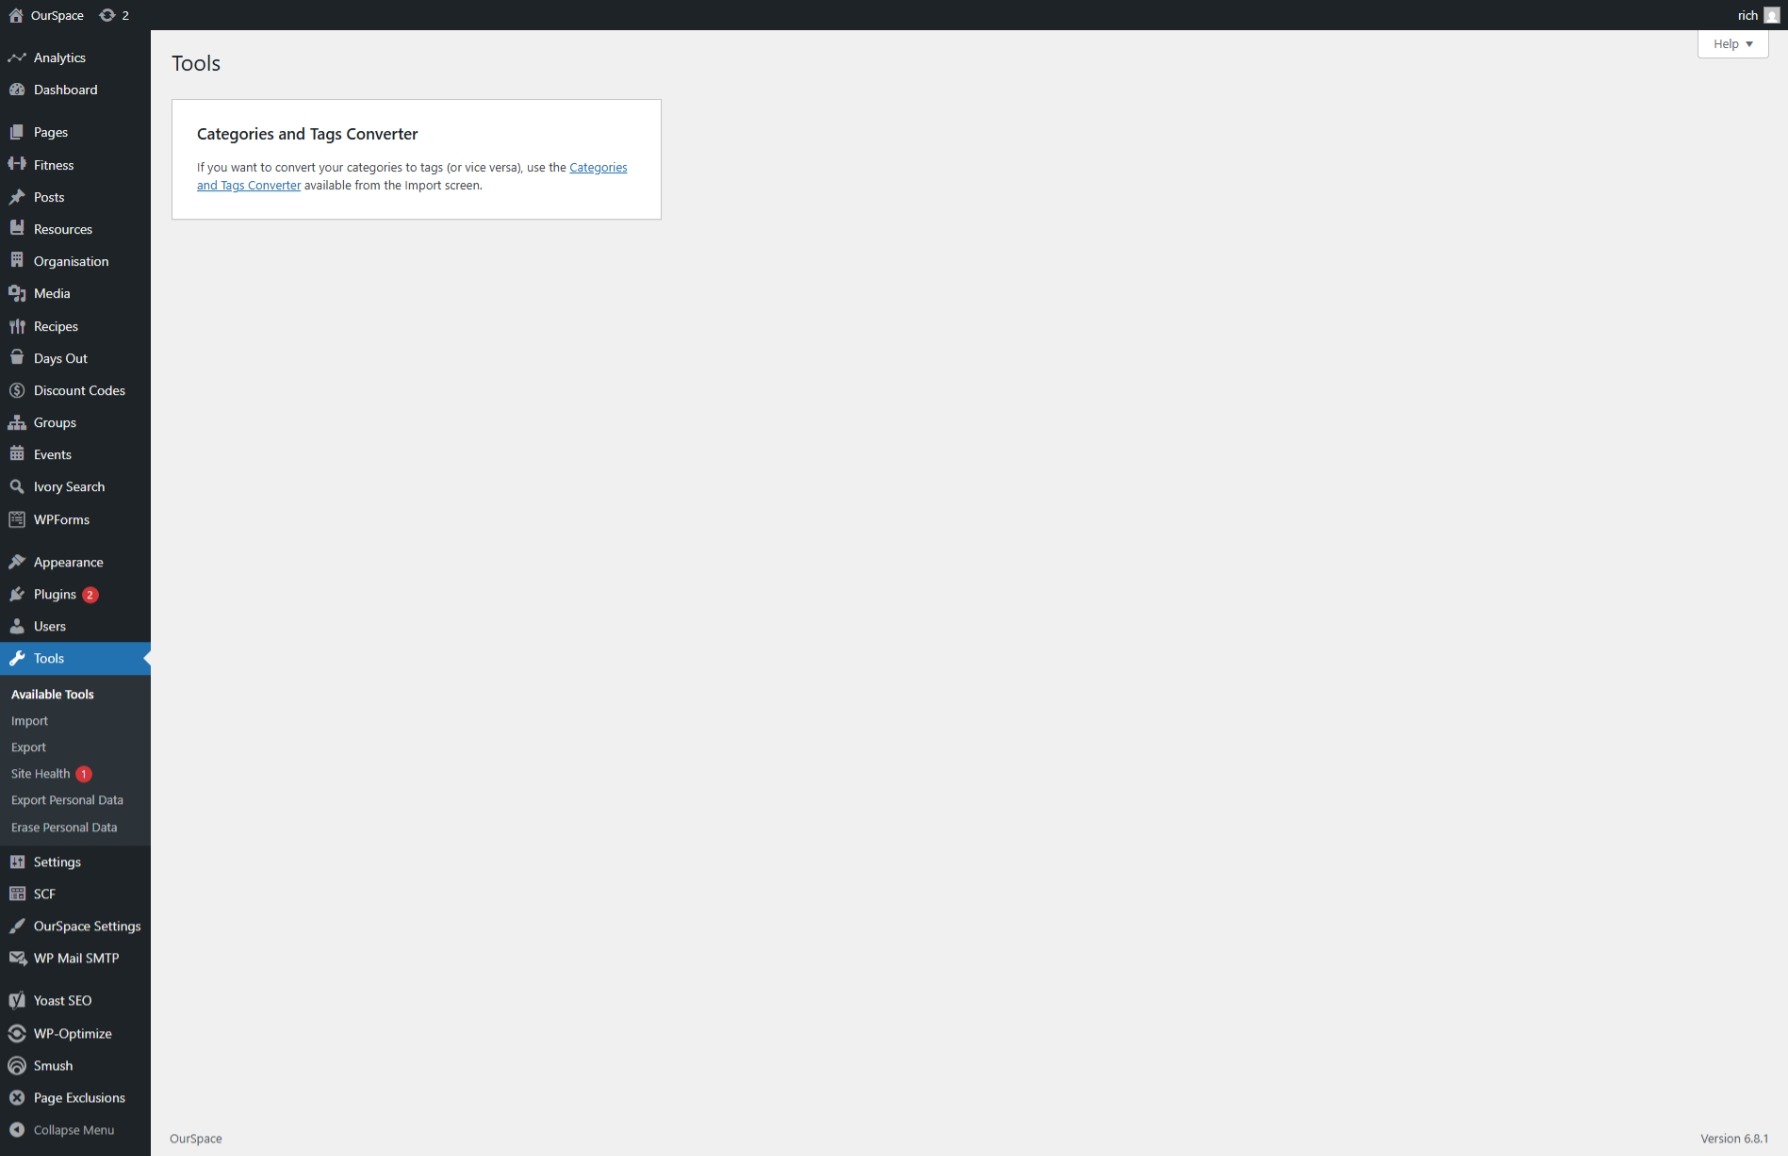 OurSpace 2
rich
Analytics
Dashboard
Pages
Fitness
Posts
Resources
Organisation
Media
Recipes
Days Out
Discount Codes
Groups
Events
Ivory Search
WPForms
Appearance
Plugins 2
Users
Tools
Available Tools
Import
Export
Site Health 1
Export Personal Data
Erase Personal Data
Settings
SCF
OurSpace Settings
WP Mail SMTP
Yoast SEO
WP-Optimize
Smush
Page Exclusions
Collapse Menu
Help
Tools
Categories and Tags Converter
If you want to convert your categories to tags (or vice versa), use the Categories
and Tags Converter available from the Import screen.
OurSpace
Version 6.8.1